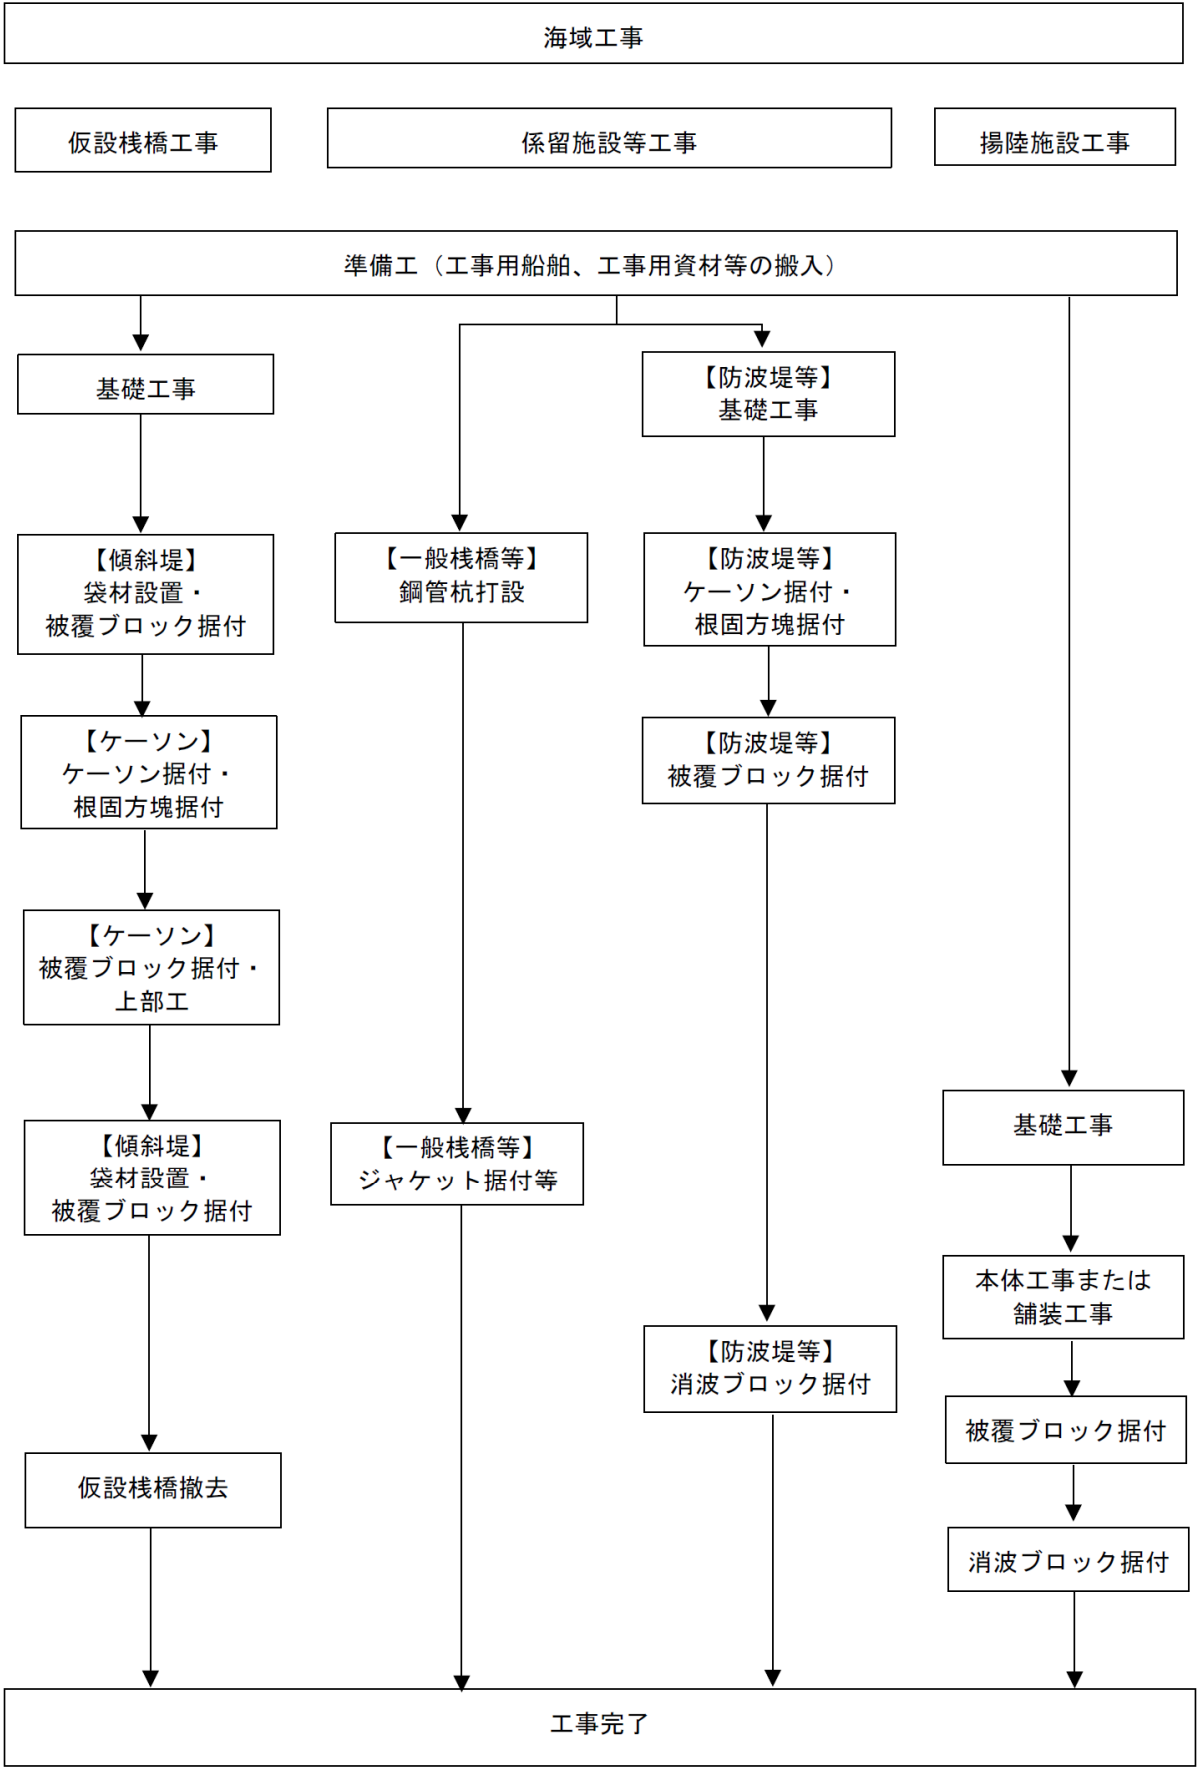 海域工事
仮設桟橋工事
係留施設等工事
揚陸施設工事
準備工（工事用船舶、工事用資材等の搬入）
基礎工事
【防波堤等】
基礎工事
【傾斜堤】
袋材設置・
被覆ブロック据付
【一般桟橋等】
鋼管杭打設
【防波堤等】
ケーソン据付・
根固方塊据付
【ケーソン】
ケーソン据付・
根固方塊据付
【防波堤等】
被覆ブロック据付
【ケーソン】
被覆ブロック据付・
上部工
【傾斜堤】
袋材設置・
被覆ブロック据付
【一般桟橋等】
ジャケット据付等
基礎工事
本体工事または
舗装工事
【防波堤等】
消波ブロック据付
被覆ブロック据付
仮設桟橋撤去
消波ブロック据付
工事完了